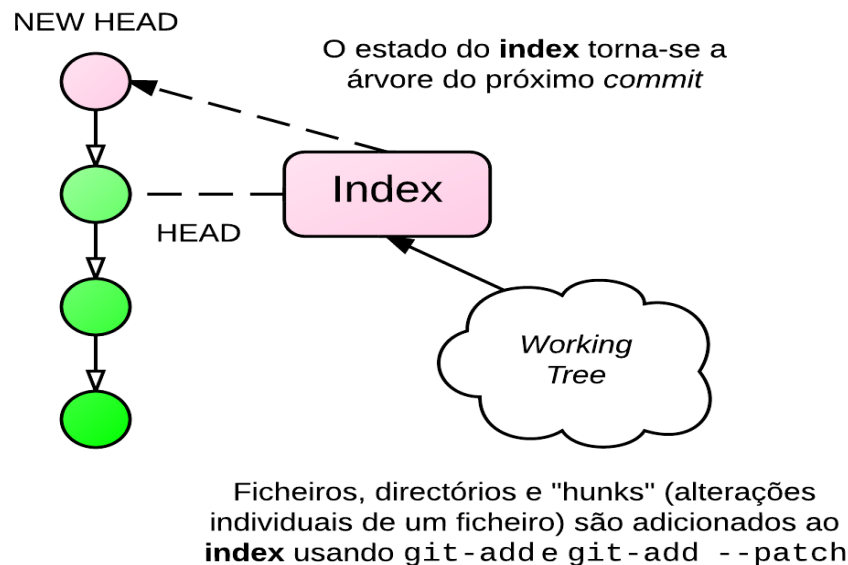 NEW HEAD
O estado do index torna-se a
árvore do próximo commit
Index
HEAD
Working
Tree
Ficheiros, directórios e "hunks" (alterações
individuais de um ficheiro) são adicionados ao
index usando git-add e git-add --patch